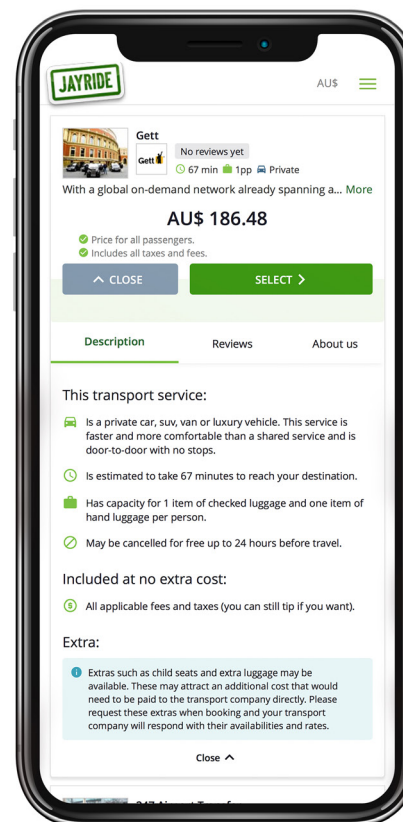 JAYRIDE
AU$
Gett
Gett
No reviews yet
67 min 1pp Private
With a global on-demand network already spanning a... More
AU$ 186.48
Price for all passengers.
Includes all taxes and fees.
CLOSE
SELECT
Description Reviews About us
This transport service:
Is a private car, suv, van or luxury vehicle. This service is
faster and more comfortable than a shared service and is
door-to-door with no stops.
Is estimated to take 67 minutes to reach your destination.
Has capacity for 1 item of checked luggage and one item of
hand luggage per person.
May be cancelled for free up to 24 hours before travel.
Included at no extra cost:
All applicable fees and taxes (you can still tip if you want).
Extra:
Extras such as child seats and extra luggage may be
available. These may attract an additional cost that would
need to be paid to the transport company directly. Please
request these extras when booking and your transport
company will respond with their availabilities and rates.
Close